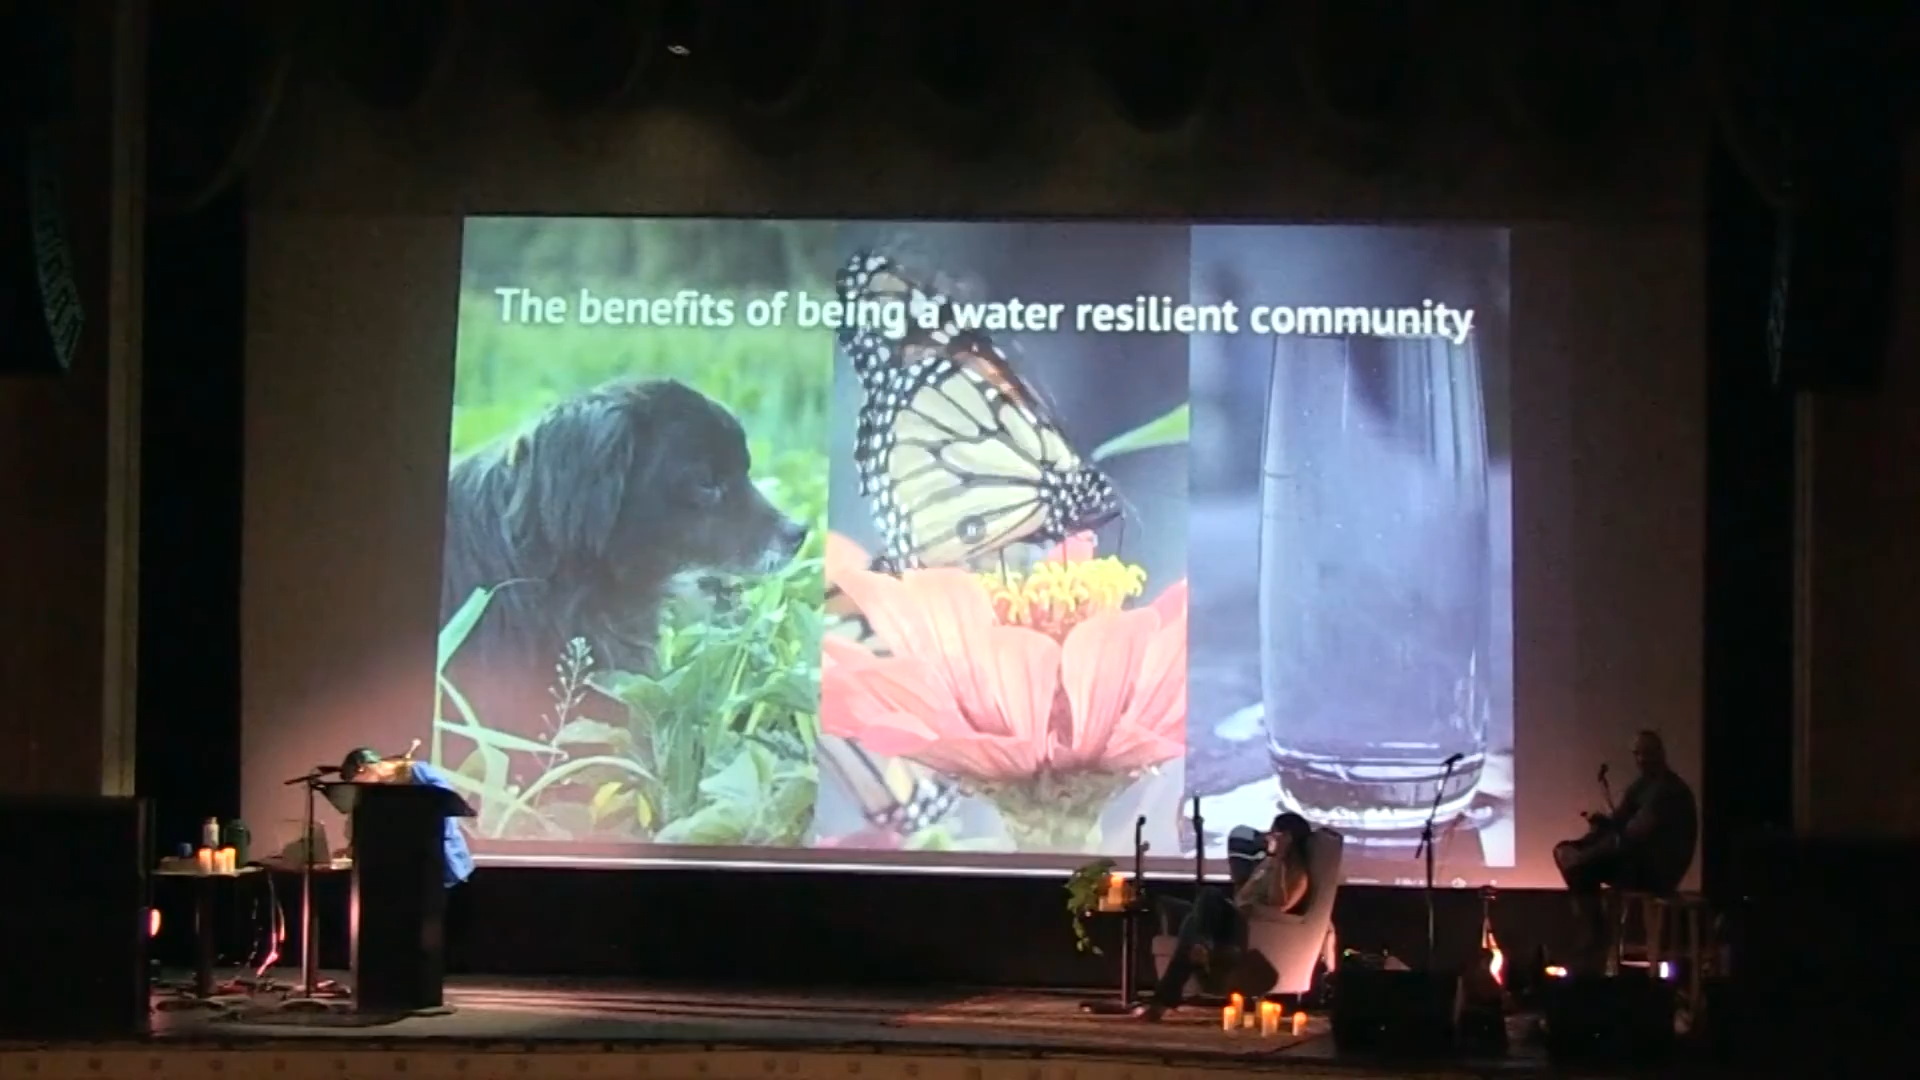 The benefits of being a water resilient community